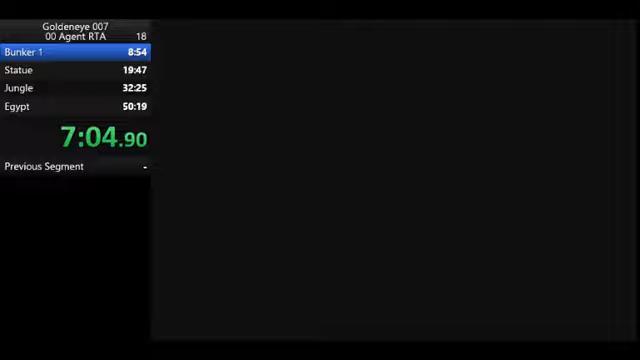 Goldeneye 007
00 Agent RTA 18
Bunker 1 8:54
Statue 19:47
Jungle 32:25
Egypt 50:19
7:04.90
Previous Segment -